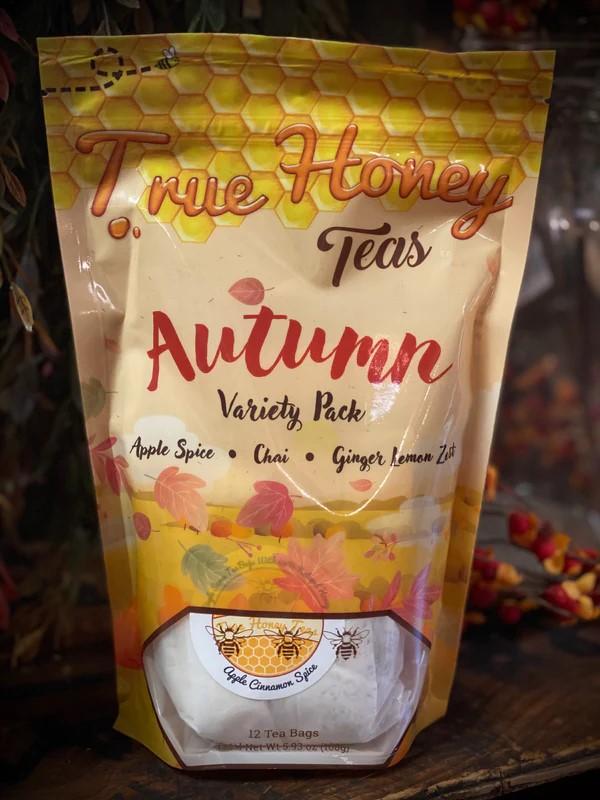 True Honey
Teas
Autumn
Variety Pack
Apple Spice • Chai • Ginger Lemon Zest
True Honey Teas
Apple Cinnamon Spice
12 Tea Bags
Net Wt 5.93 oz (168g)